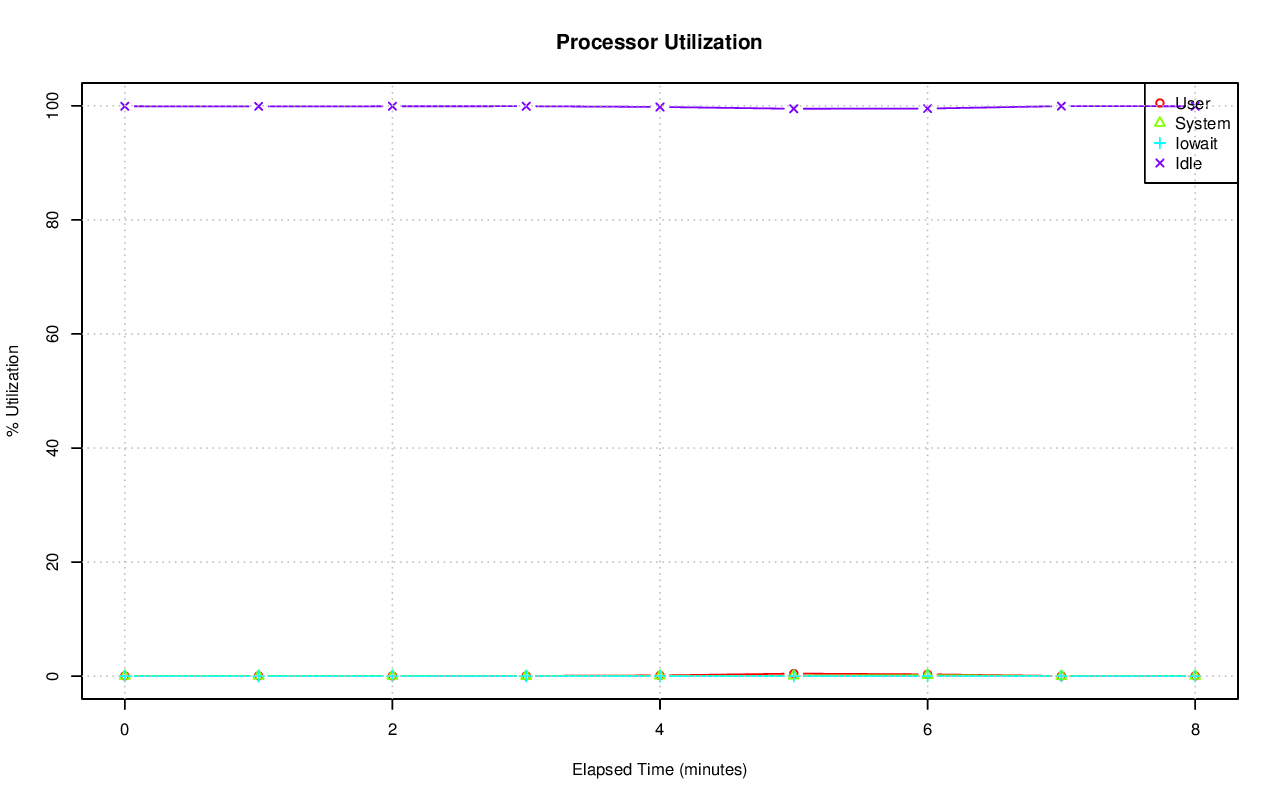 Processor Utilization
100
80
60
40
20
0
% Utilization
User
System
Iowait
Idle
0 2 4 6 8
Elapsed Time (minutes)